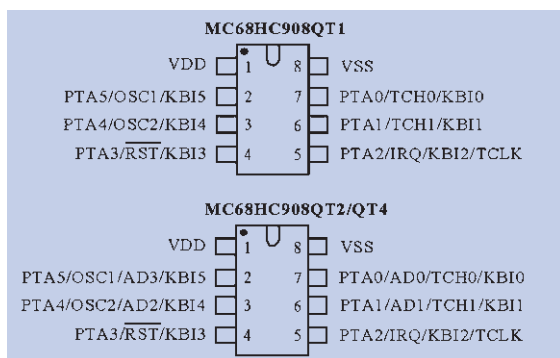 MC68HC908QT1
VDD 1 8 VSS
PTA5/OSC1/KBI5 2 7 PTA0/TCH0/KBI0
PTA4/OSC2/KBI4 3 6 PTA1/TCH1/KBI1
PTA3/R̅S̅T̅/KBI3 4 5 PTA2/IRQ/KBI2/TCLK
MC68HC908QT2/QT4
VDD 1 8 VSS
PTA5/OSC1/AD3/KBI5 2 7 PTA0/AD0/TCH0/KBI0
PTA4/OSC2/AD2/KBI4 3 6 PTA1/AD1/TCH1/KBI1
PTA3/R̅S̅T̅/KBI3 4 5 PTA2/IRQ/KBI2/TCLK